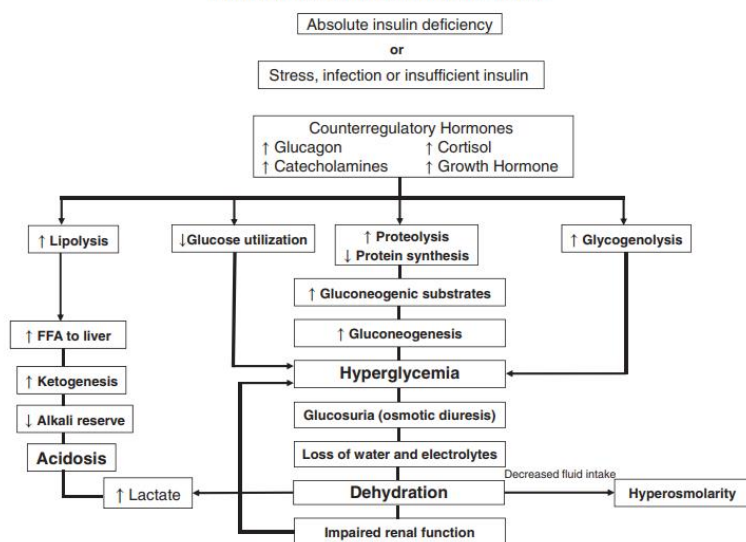 Absolute insulin deficiency
or
Stress, infection or insufficient insulin
Counterregulatory Hormones
↑ Glucagon ↑ Cortisol
↑ Catecholamines ↑ Growth Hormone
↑ Lipolysis
↓Glucose utilization
↑ Proteolysis
↓ Protein synthesis
↑ Glycogenolysis
↑ Gluconeogenic substrates
↑ FFA to liver
↑ Gluconeogenesis
Hyperglycemia
↑ Ketogenesis
↓ Alkali reserve
Glucosuria (osmotic diuresis)
Acidosis
Loss of water and electrolytes
Decreased fluid intake
↑ Lactate
Dehydration
Hyperosmolarity
Impaired renal function